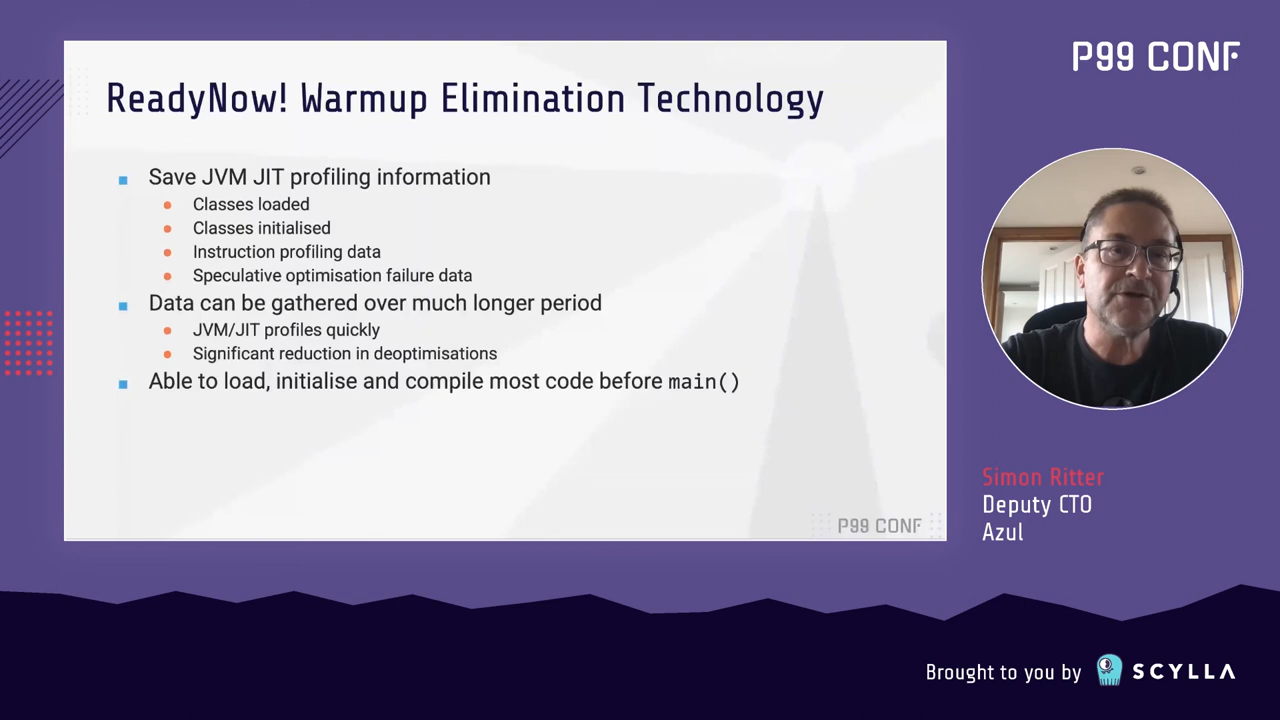 P99 CONF
ReadyNow! Warmup Elimination Technology
Save JVM JIT profiling information
Classes loaded
Classes initialised
Instruction profiling data
Speculative optimisation failure data
Data can be gathered over much longer period
JVM/JIT profiles quickly
Significant reduction in deoptimisations
Able to load, initialise and compile most code before main()
P99 CONF
Simon Ritter
Deputy CTO
Azul
Brought to you by SCYLLA